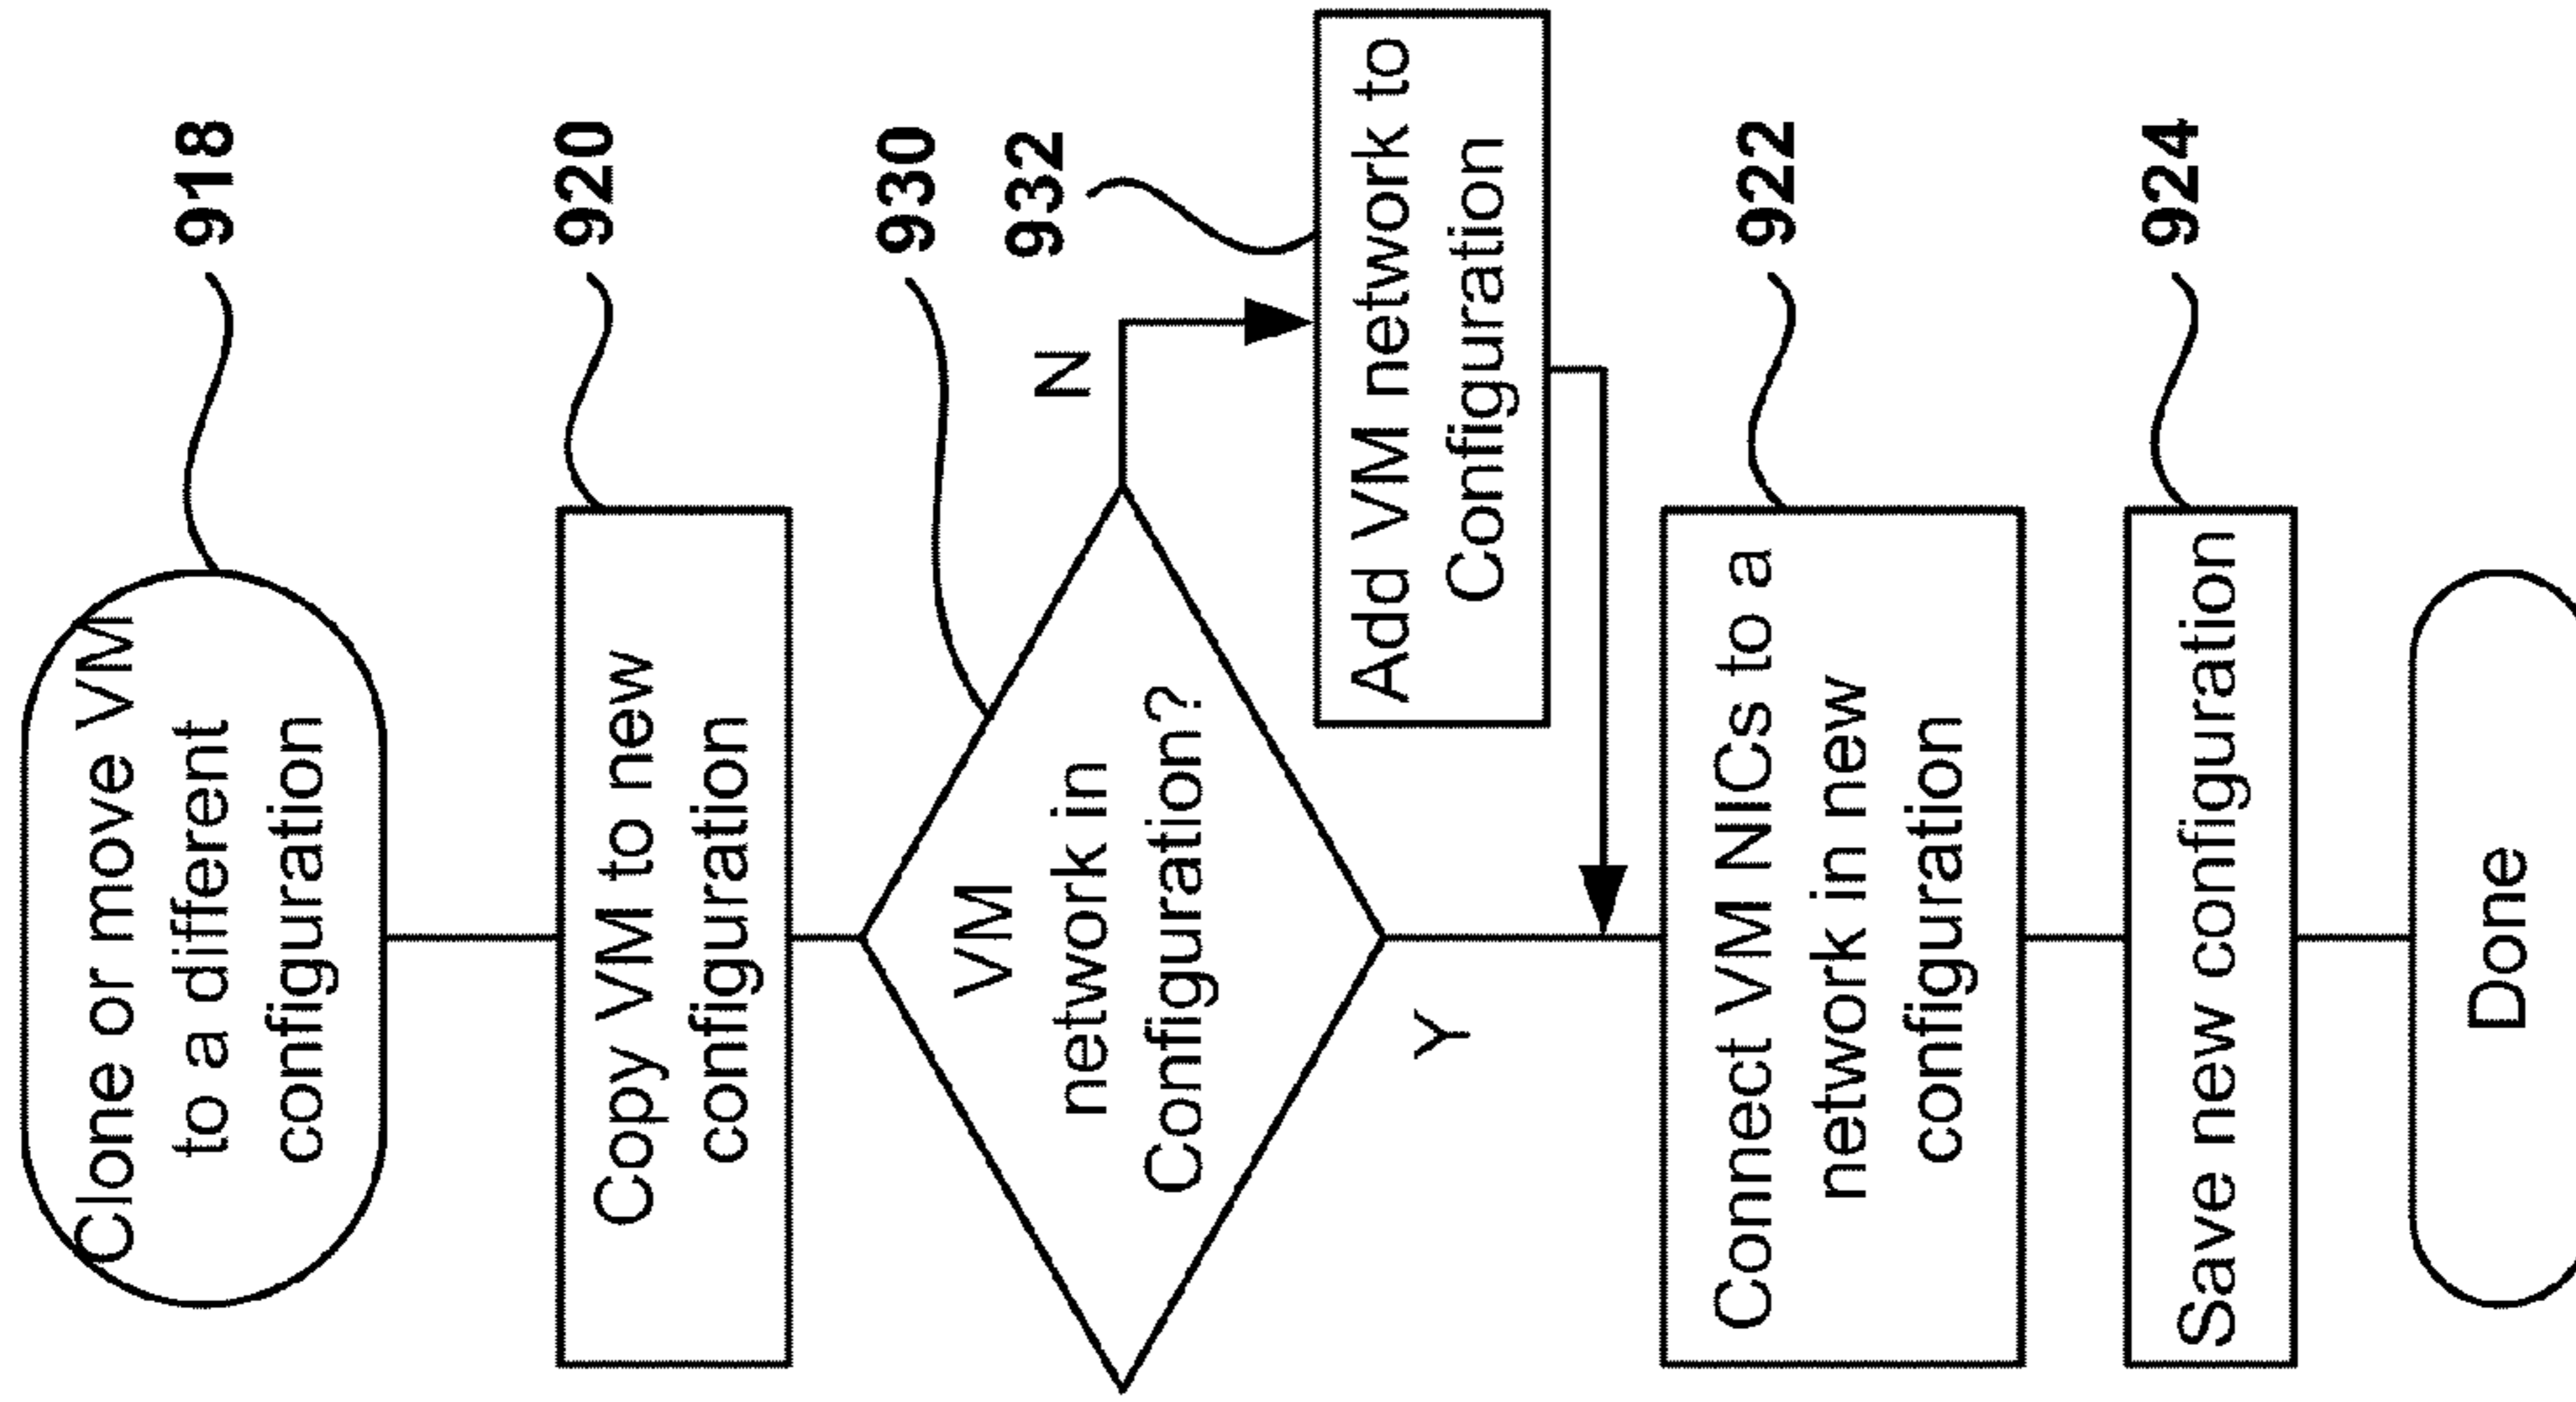 Clone or move VM
to a different
configuration
918
Copy VM to new
configuration
920
VM
network in
Configuration?
930
N
932
Add VM network to
Configuration
Y
Connect VM NICs to a
network in new
configuration
922
Save new configuration
924
Done